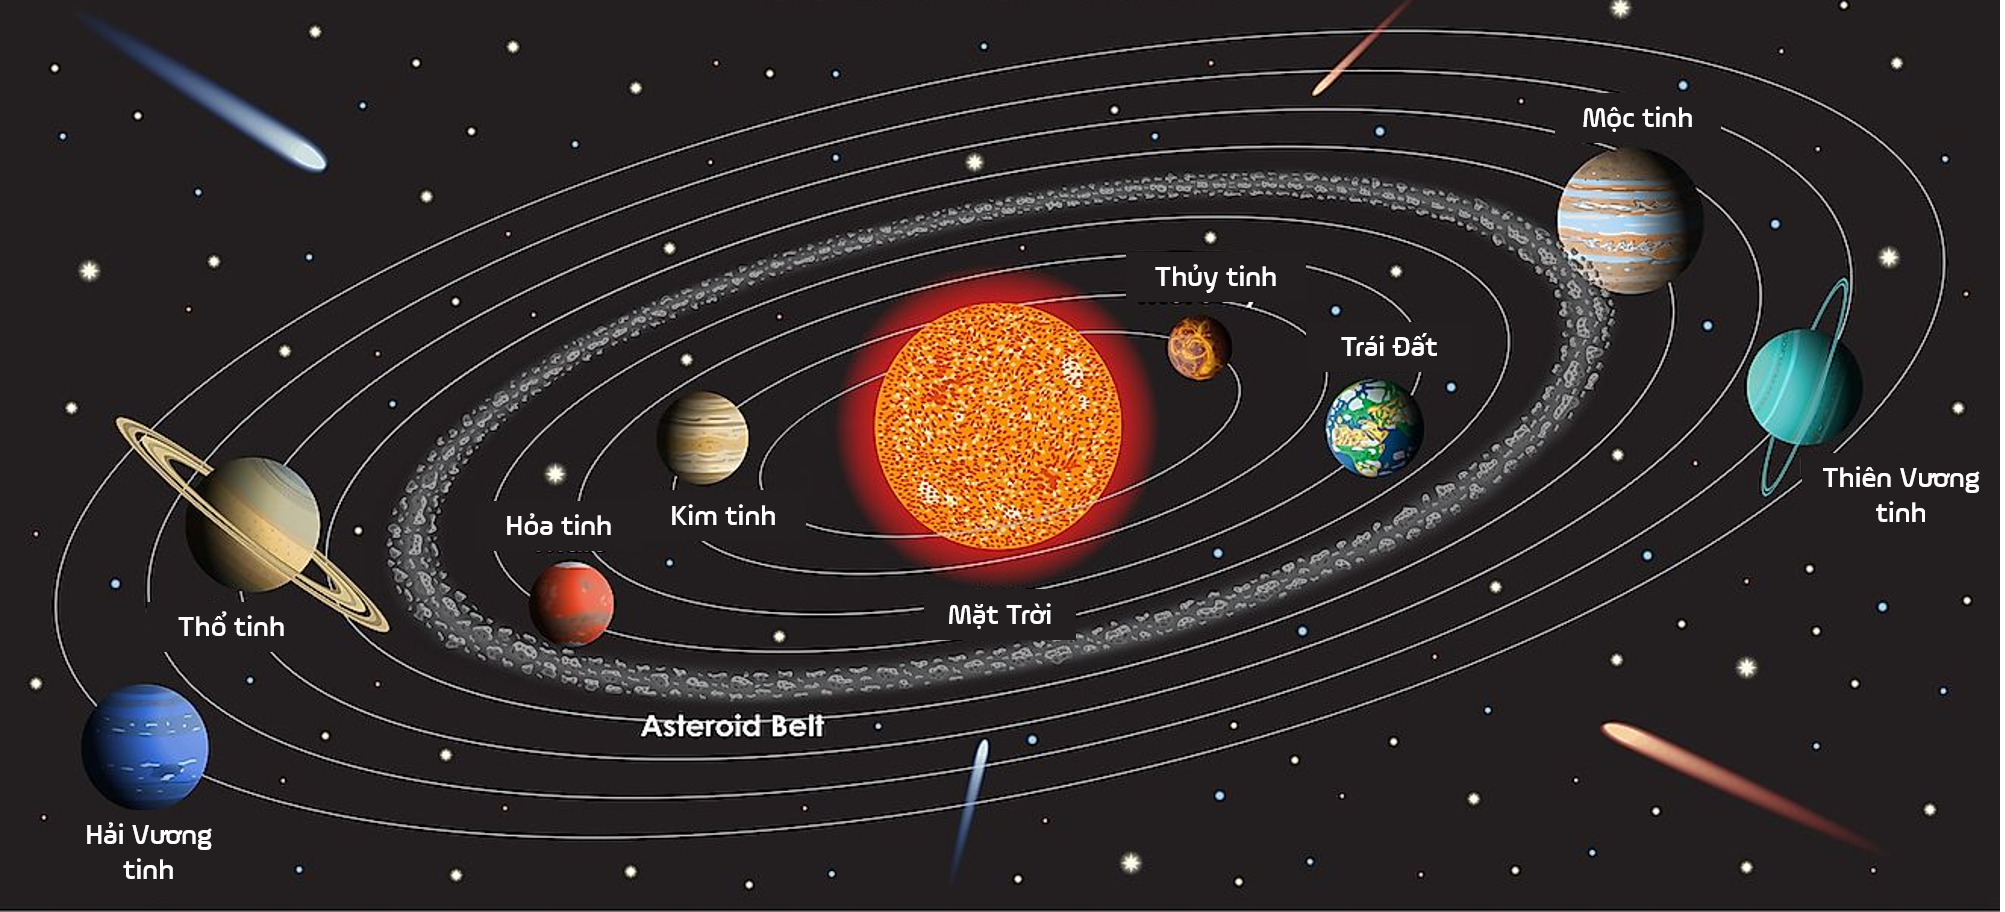 Mộc tinh
Thủy tinh
Trái Đất
Thiên Vương
tinh
Hỏa tinh
Kim tinh
Mặt Trời
Thổ tinh
Asteroid Belt
Hải Vương
tinh